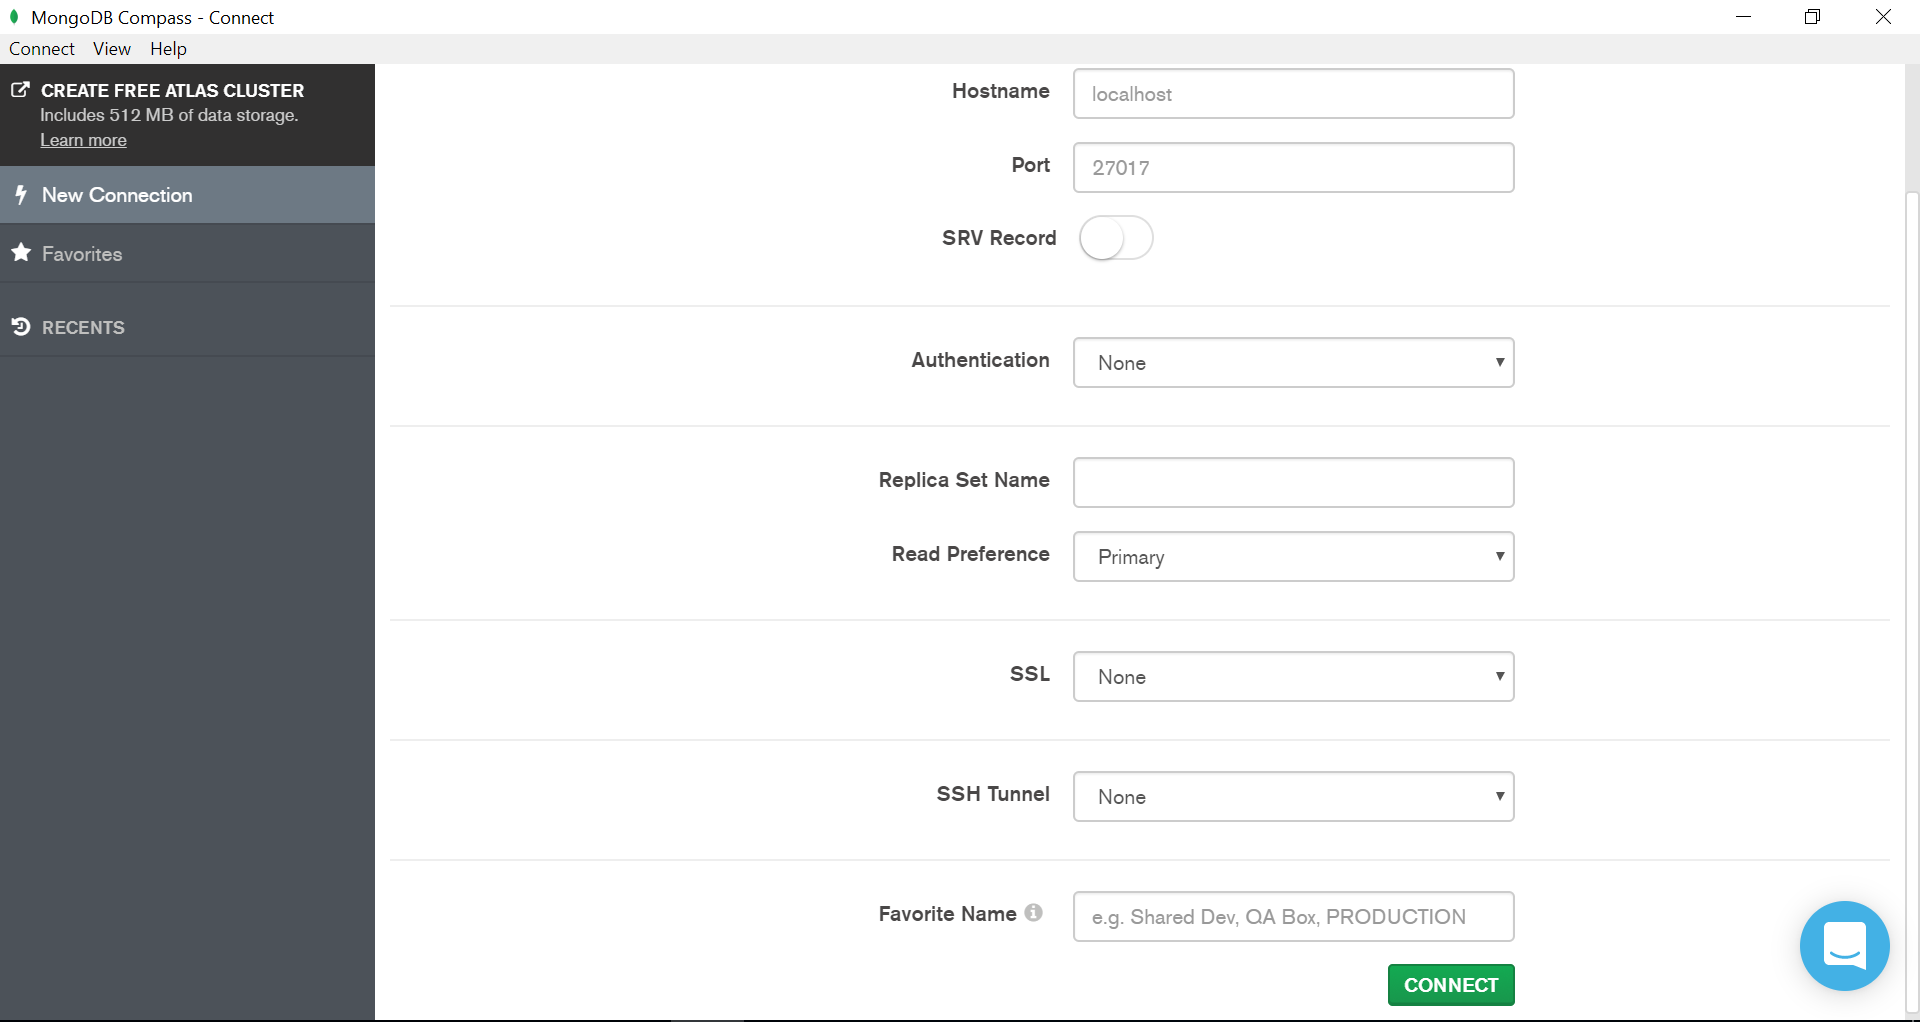 MongoDB Compass - Connect
Connect View Help
CREATE FREE ATLAS CLUSTER
Includes 512 MB of data storage.
Learn more
New Connection
Favorites
RECENTS
Hostname localhost
Port 27017
SRV Record
Authentication None
Replica Set Name
Read Preference Primary
SSL None
SSH Tunnel None
Favorite Name e.g. Shared Dev, QA Box, PRODUCTION
CONNECT